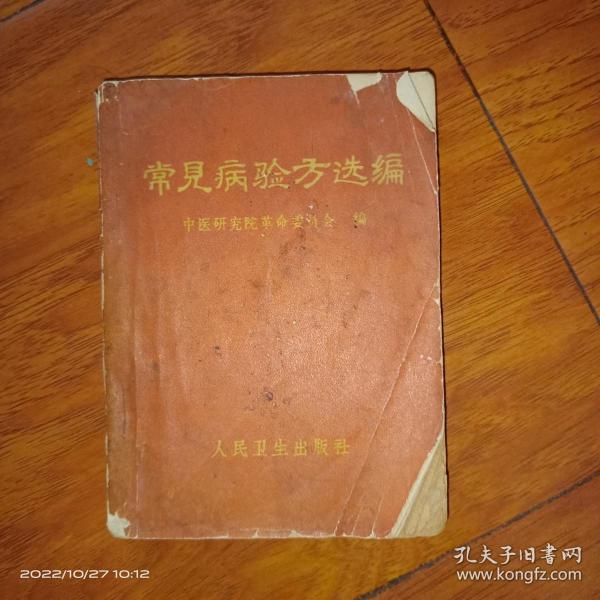 常見病验方选编
中医研究院革命委员会 编
人民卫生出版社
2022/10/27 10:12
孔夫子旧书网
www.kongfz.com